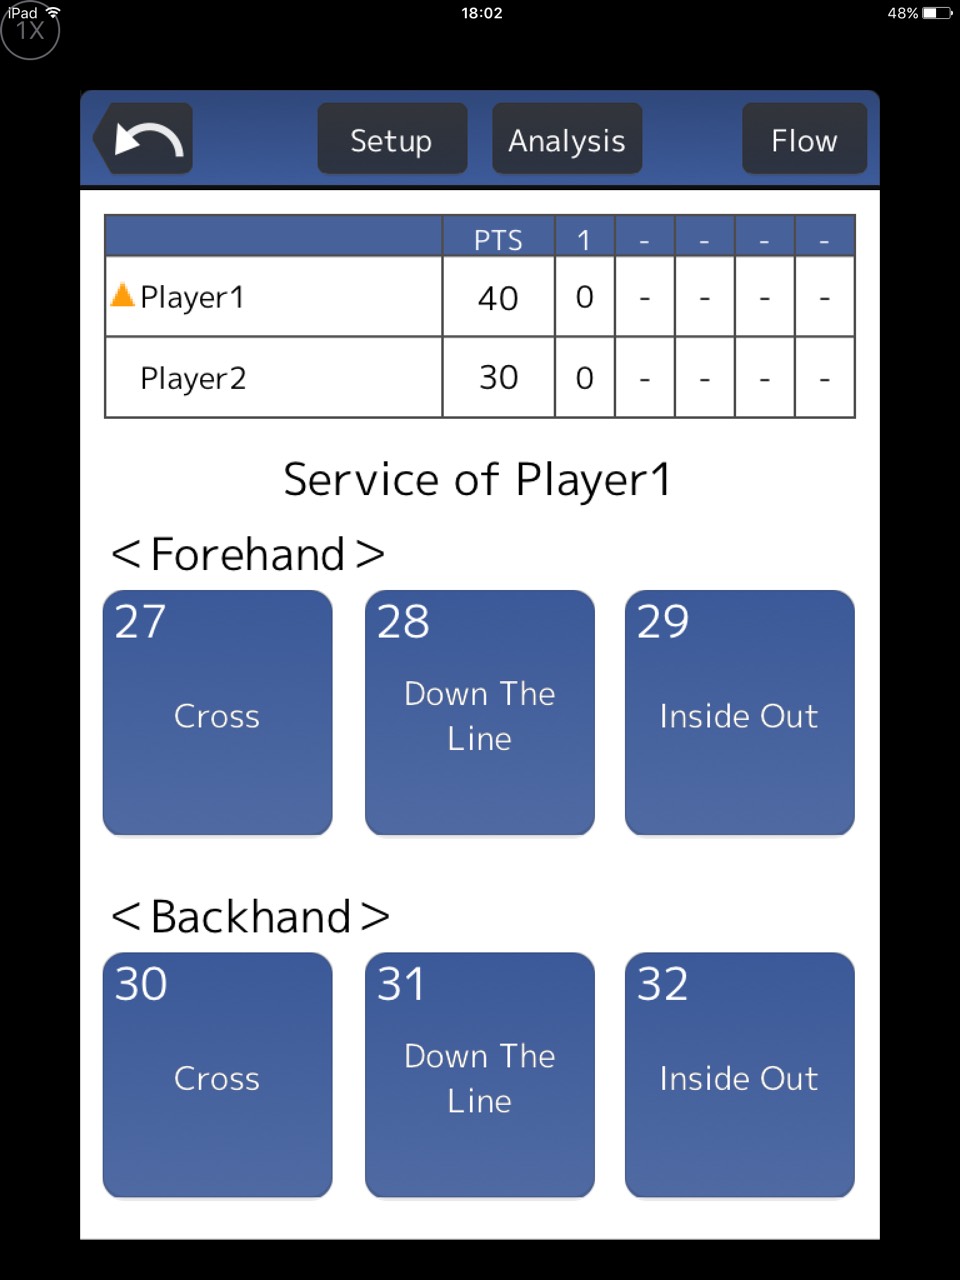 iPad 18:02 48%
1X
Setup Analysis Flow
PTS 1 - - - -
Player1 40 0 - - - -
Player2 30 0 - - - -
Service of Player1
<Forehand>
27 28 29
Cross Down The Inside Out
Line
<Backhand>
30 31 32
Cross Down The Inside Out
Line